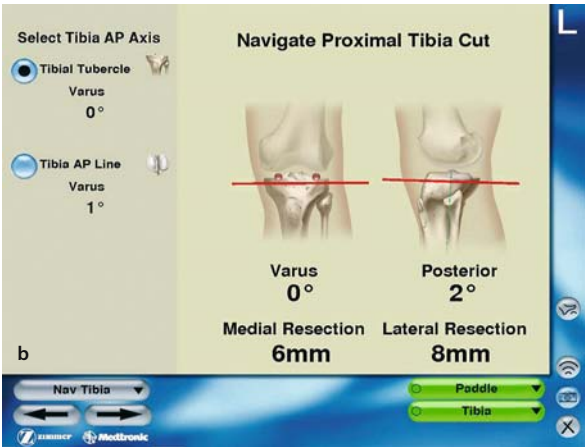 L
Select Tibia AP Axis
Tibial Tubercle
Varus
0°
Tibia AP Line
Varus
1°
Navigate Proximal Tibia Cut
Varus
0°
Posterior
2°
Medial Resection
6mm
Lateral Resection
8mm
b
Nav Tibia
Paddle
Tibia
zimmer
Medtronic